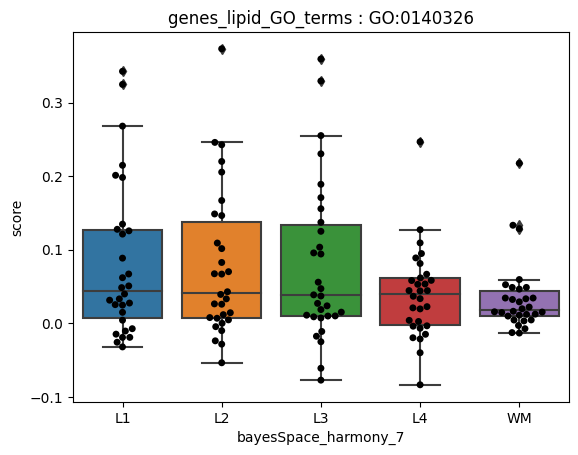 genes_lipid_GO_terms : GO:0140326
score
0.3
0.2
0.1
0.0
−0.1
L1 L2 L3 L4 WM
bayesSpace_harmony_7